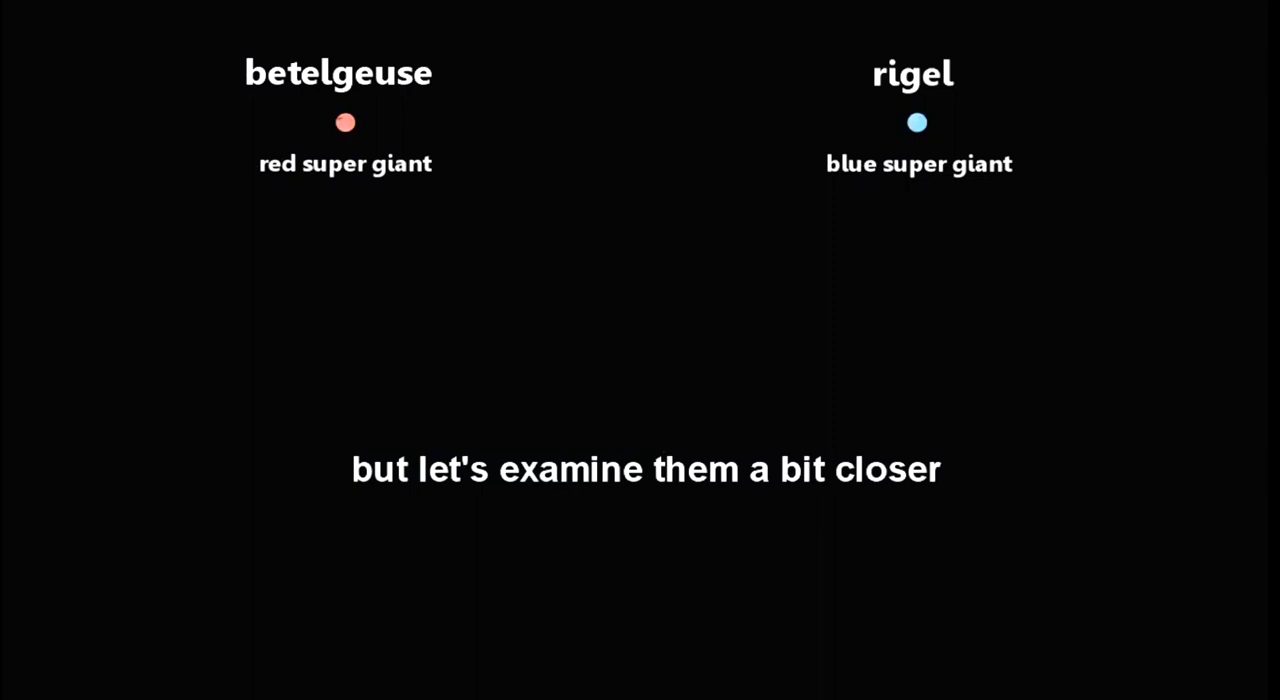 betelgeuse
rigel
red super giant
blue super giant
but let's examine them a bit closer